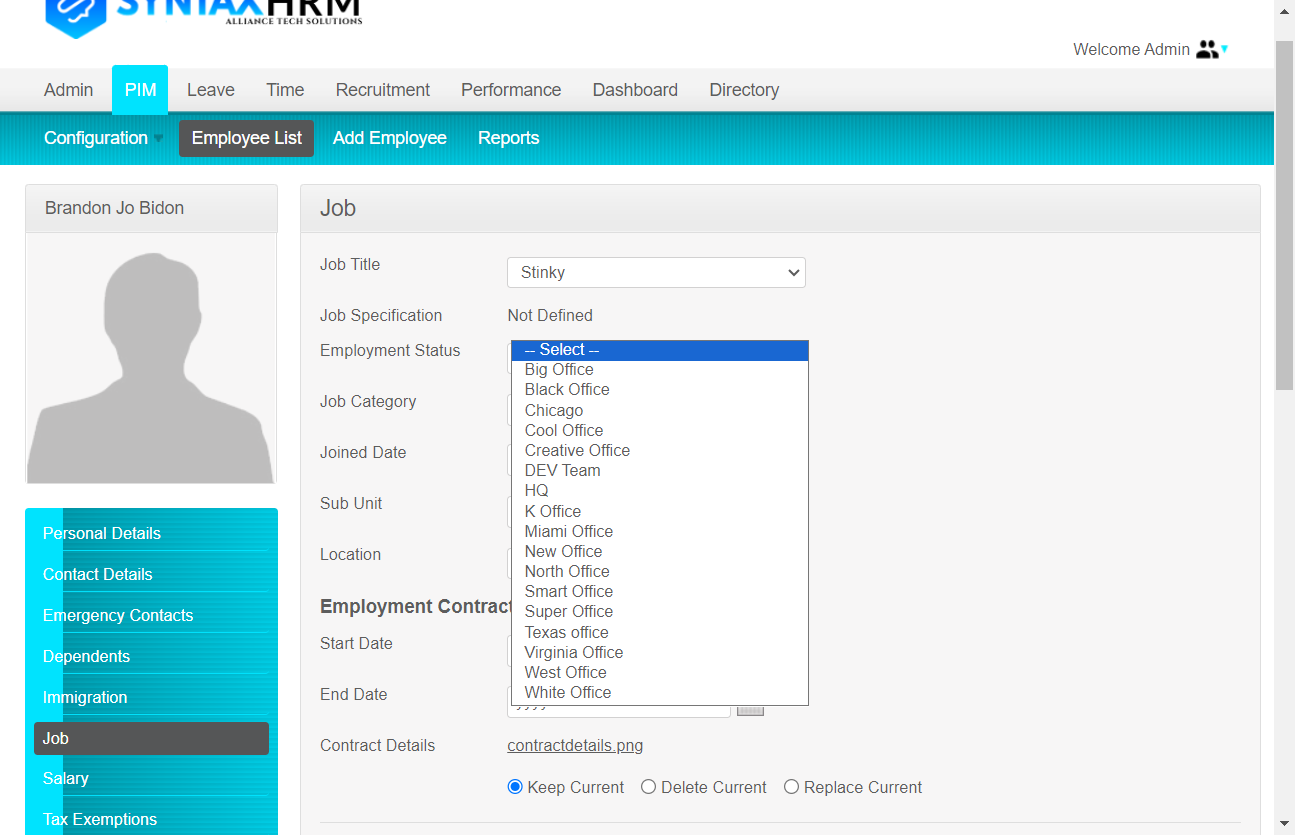 SYNTAXHRM
ALLIANCE TECH SOLUTIONS
Welcome Admin
Admin PIM Leave Time Recruitment Performance Dashboard Directory
Configuration Employee List Add Employee Reports
Brandon Jo Bidon
Personal Details
Contact Details
Emergency Contacts
Dependents
Immigration
Job
Salary
Tax Exemptions
Job
Job Title Stinky
Job Specification Not Defined
Employment Status
Job Category
Joined Date
Sub Unit
Location
-- Select --
Big Office
Black Office
Chicago
Cool Office
Creative Office
DEV Team
HQ
K Office
Miami Office
New Office
North Office
Smart Office
Super Office
Texas office
Virginia Office
West Office
White Office
Employment Contract
Start Date
End Date
Contract Details contractdetails.png
Keep Current Delete Current Replace Current